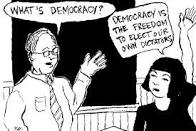 WHAT'S DEMOCRACY?
DEMOCRACY IS
THE FREEDOM
TO ELECT OUR
OWN DICTATORS